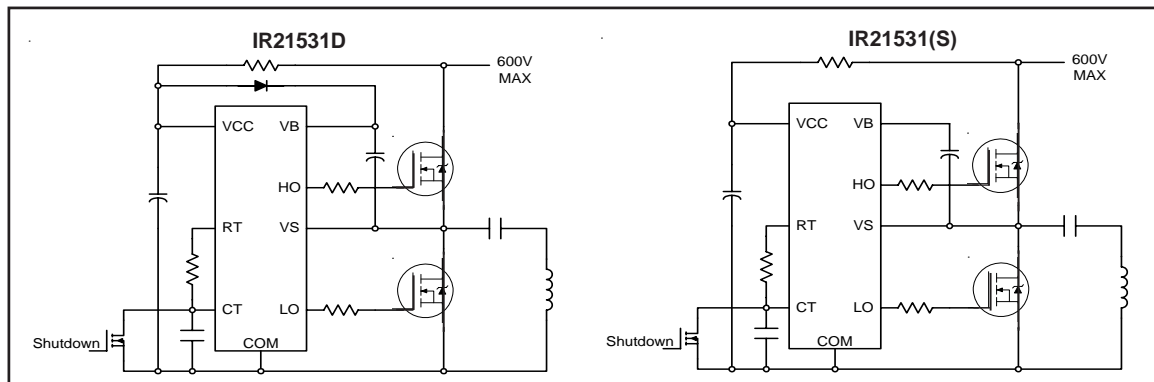 IR21531D
600V
MAX
VCC
VB
HO
RT
VS
CT
LO
COM
Shutdown
IR21531(S)
600V
MAX
VCC
VB
HO
RT
VS
CT
LO
COM
Shutdown